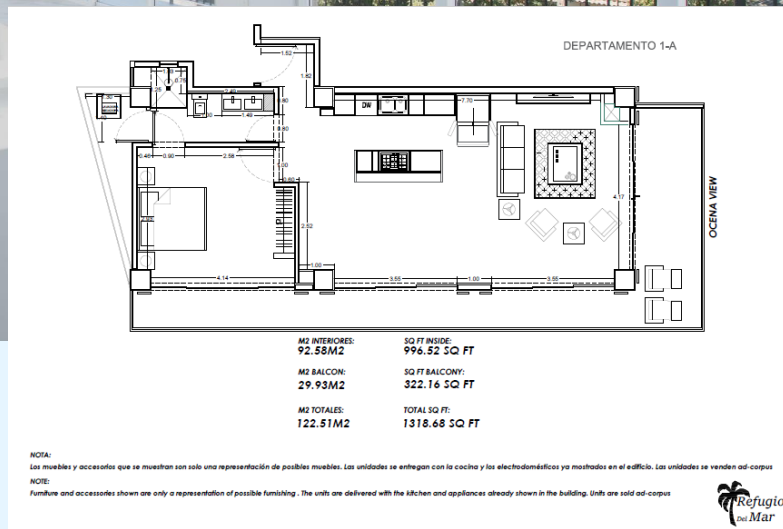 DEPARTAMENTO 1-A
1.52
1.62
7.70
DW
4.17
2.52
1.00
4.14
3.55
1.00
3.55
0.90
2.58
OCENA VIEW
M2 INTERIORES:
92.58M2
SQ FT INSIDE:
996.52 SQ FT
M2 BALCON:
29.93M2
SQ FT BALCONY:
322.16 SQ FT
M2 TOTALES:
122.51M2
TOTAL SQ FT:
1318.68 SQ FT
NOTA:
Los muebles y accesorios que se muestran son solo una representación de posibles muebles. Las unidades se entregan con la cocina y los electrodomésticos ya mostrados en el edificio. Las unidades se venden ad-corpus
NOTE:
Furniture and accessories shown are only a representation of possible furnishing . The units are delivered with the kitchen and appliances already shown in the building. Units are sold ad-corpus
Refugio
Del Mar